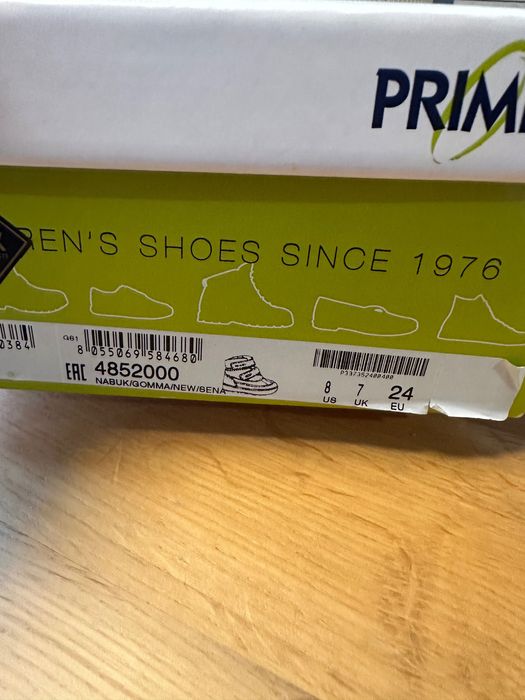 PRIMI
REN'S SHOES SINCE 1976
0384
G61
8 055069 584680
EAC 4852000
NABUK/GOMMA/NEW/SENA
8 7 24
US UK EU